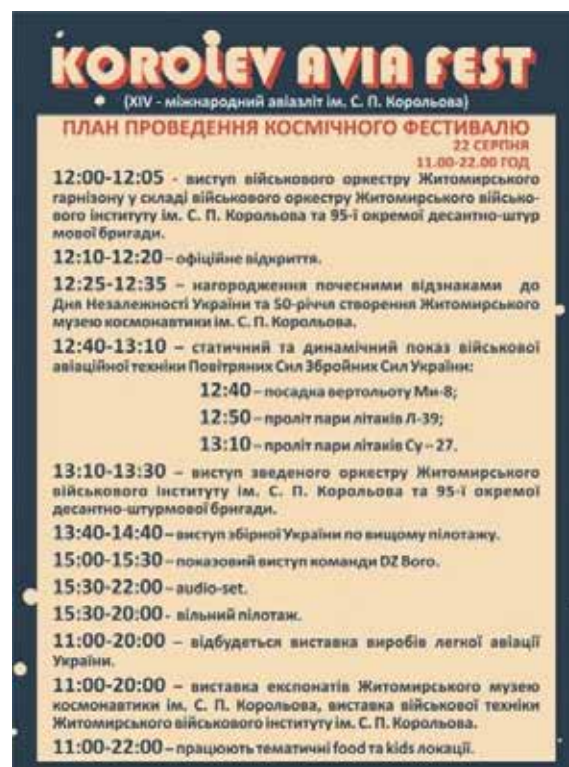 KOROLEV AVIA FEST
(XIV - міжнародний авіазліт ім. С. П. Корольова)
ПЛАН ПРОВЕДЕННЯ КОСМІЧНОГО ФЕСТИВАЛЮ
22 СЕРПНЯ
11.00-22.00 ГОД
12:00-12:05 - виступ військового оркестру Житомирського
гарнізону у складі військового оркестру Житомирського військо-
вого інституту ім. С. П. Корольова та 95-ї окремої десантно-штур
мової бригади.
12:10-12:20 – офіційне відкриття.
12:25-12:35 – нагородження почесними відзнаками до
Дня Незалежності України та 50-річчя створення Житомирського
музею космонавтики ім. С. П. Корольова.
12:40-13:10 – статичний та динамічний показ військової
авіаційної техніки Повітряних Сил Збройних Сил України:
12:40 – посадка вертольоту Ми-8;
12:50 – проліт пари літаків Л-39;
13:10 – проліт пари літаків Су – 27.
13:10-13:30 – виступ зведеного оркестру Житомирського
військового інституту ім. С. П. Корольова та 95-ї окремої
десантно-штурмової бригади.
13:40-14:40 – виступ збірної України по вищому пілотажу.
15:00-15:30 – показовий виступ команди DZ Boro.
15:30-22:00 – audio-set.
15:30-20:00 - вільний пілотаж.
11:00-20:00 – відбудеться виставка виробів легкої авіації
України.
11:00-20:00 – виставка експонатів Житомирського музею
космонавтики ім. С. П. Корольова, виставка військової техніки
Житомирського військового інституту ім. С. П. Корольова.
11:00-22:00 – працюють тематичні food та kids локації.